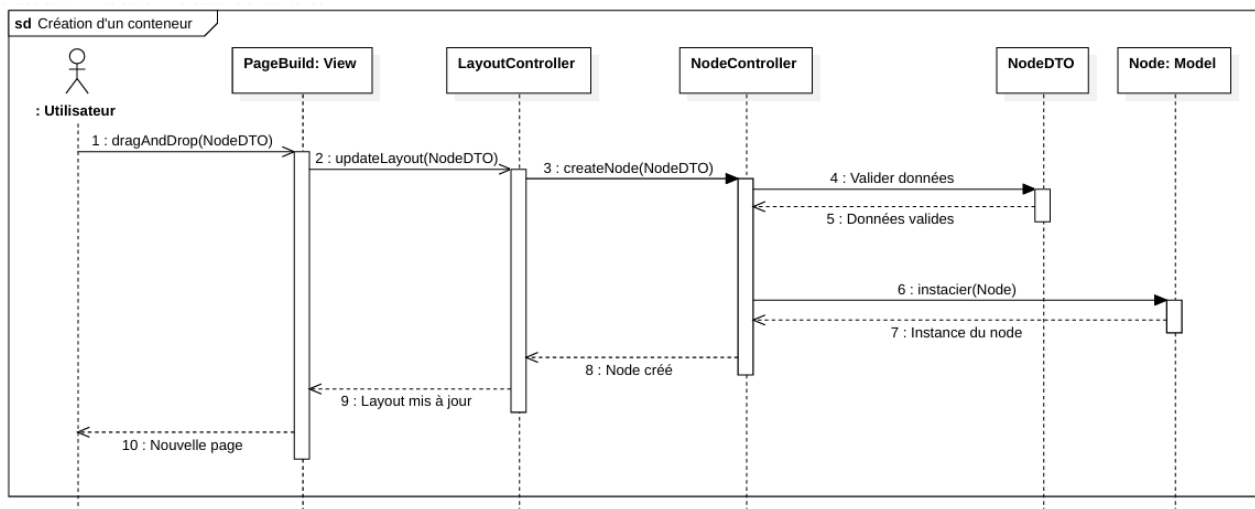 sd Création d'un conteneur
: Utilisateur
PageBuild: View
LayoutController
NodeController
NodeDTO
Node: Model
1 : dragAndDrop(NodeDTO)
2 : updateLayout(NodeDTO)
3 : createNode(NodeDTO)
4 : Valider données
5 : Données valides
6 : instacier(Node)
7 : Instance du node
8 : Node créé
9 : Layout mis à jour
10 : Nouvelle page